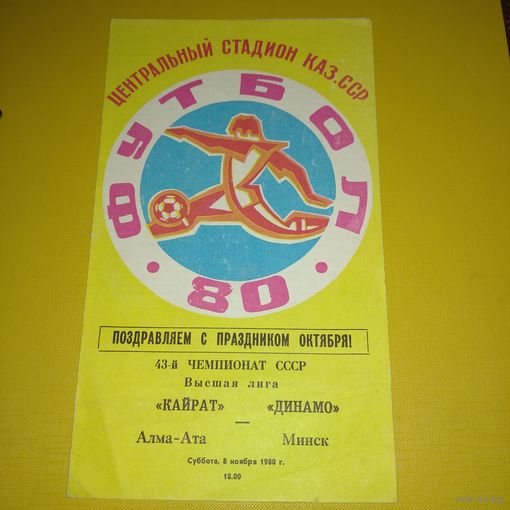 ЦЕНТРАЛЬНЫЙ СТАДИОН КАЗ.ССР
ФУТБОЛ
· 80 ·
ПОЗДРАВЛЯЕМ С ПРАЗДНИКОМ ОКТЯБРЯ!
43-й ЧЕМПИОНАТ СССР
Высшая лига
«КАЙРАТ» — «ДИНАМО»
Алма-Ата Минск
Суббота, 8 ноября 1980 г.
18.00